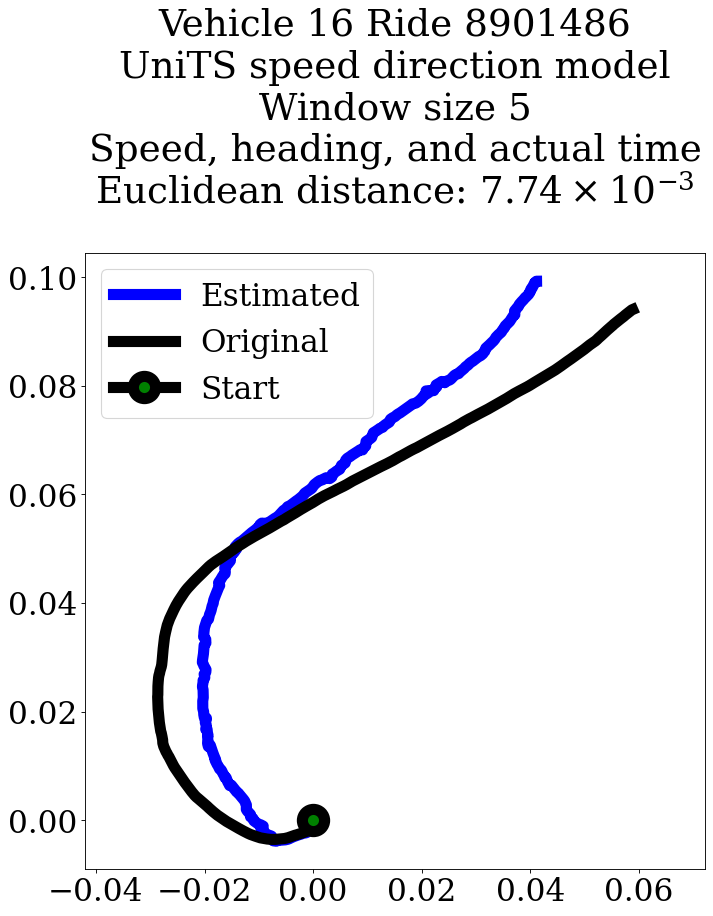 Vehicle 16 Ride 8901486
UniTS speed direction model
Window size 5
Speed, heading, and actual time
Euclidean distance: 7.74 × 10⁻³
Estimated
Original
Start
0.10
0.08
0.06
0.04
0.02
0.00
−0.04 −0.02 0.00 0.02 0.04 0.06